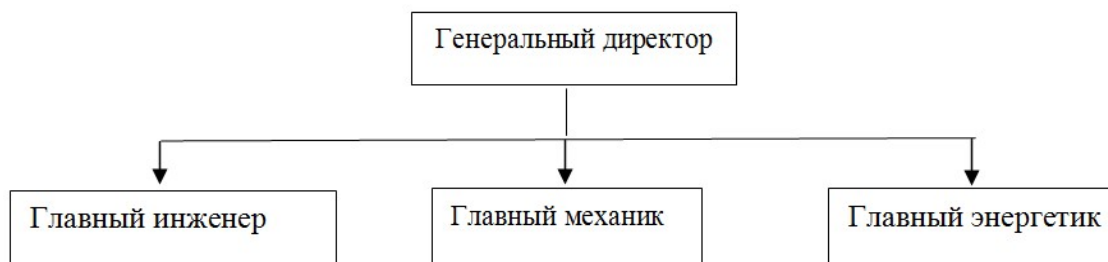 Генеральный директор
Главный инженер
Главный механик
Главный энергетик